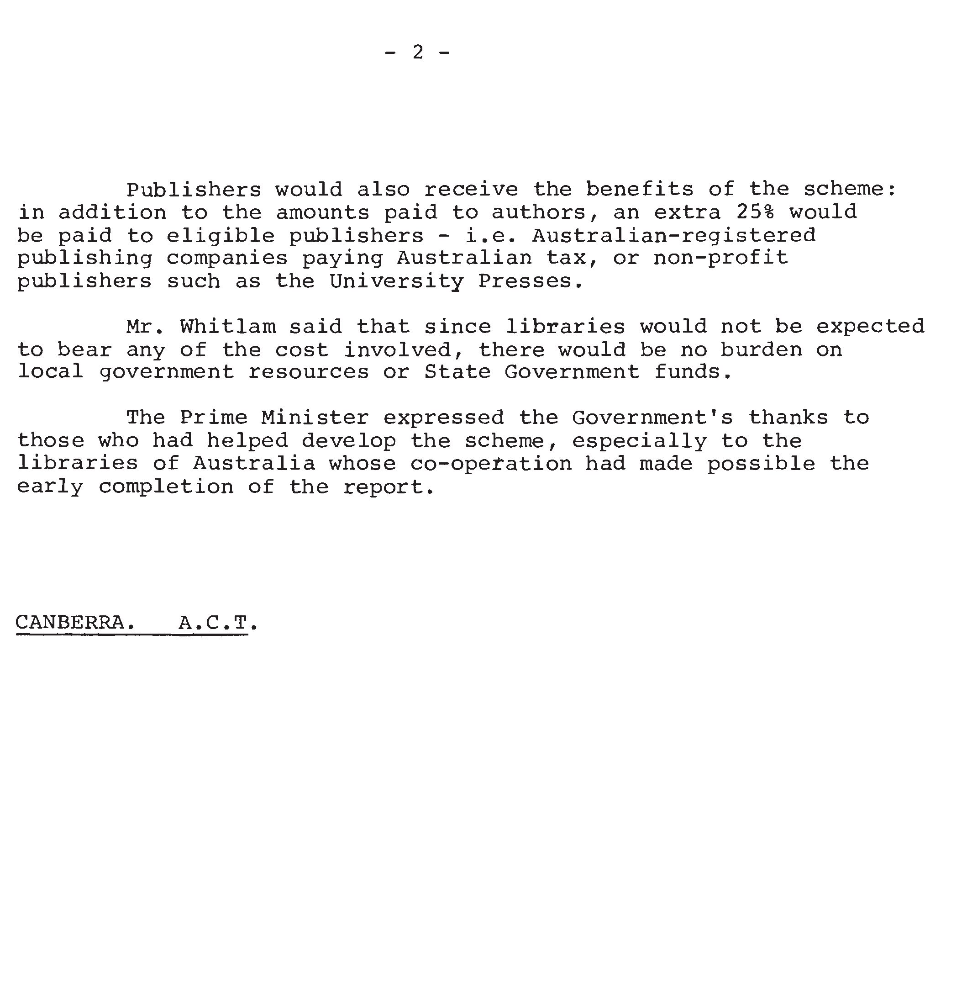 - 2 -
Publishers would also receive the benefits of the scheme:
in addition to the amounts paid to authors, an extra 25% would
be paid to eligible publishers - i.e. Australian-registered
publishing companies paying Australian tax, or non-profit
publishers such as the University Presses.
Mr. Whitlam said that since libraries would not be expected
to bear any of the cost involved, there would be no burden on
local government resources or State Government funds.
The Prime Minister expressed the Government's thanks to
those who had helped develop the scheme, especially to the
libraries of Australia whose co-operation had made possible the
early completion of the report.
CANBERRA. A.C.T.